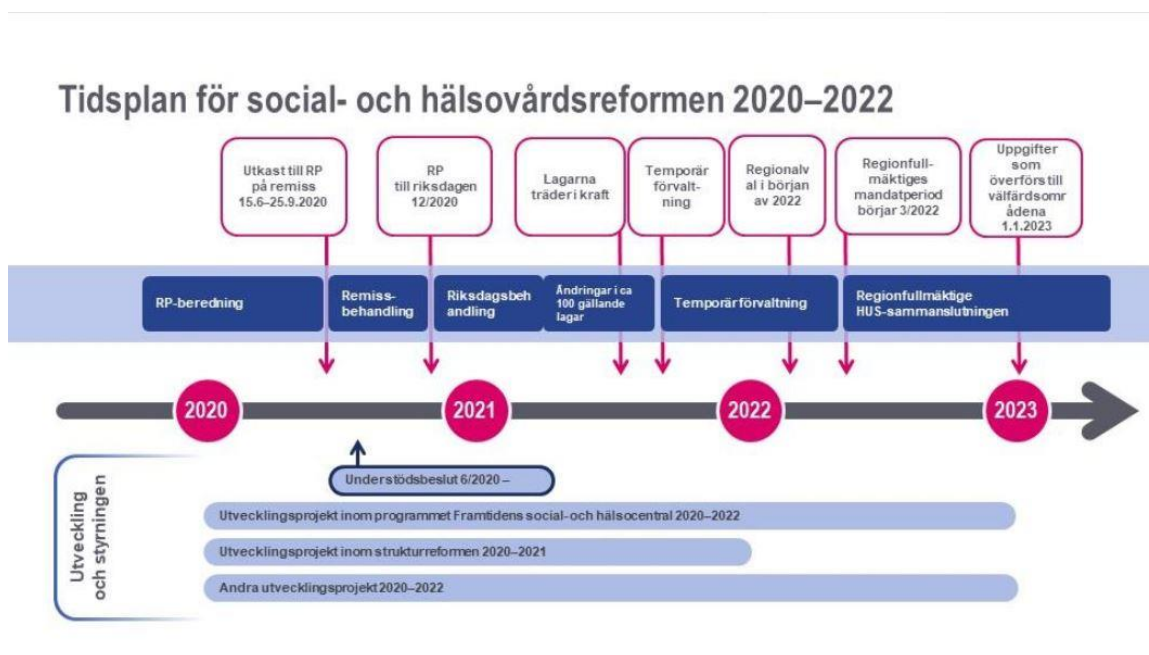 Tidsplan för social- och hälsovårdsreformen 2020–2022
Utkast till RP
på remiss
15.6–25.9.2020
RP
till riksdagen
12/2020
Lagarna
träder i kraft
Temporär
förvalt-
ning
Regionalv
al i början
av 2022
Regionfull-
mäktiges
mandatperiod
börjar 3/2022
Uppgifter
som
överförs till
välfärdsomr
ådena
1.1.2023
RP-beredning
Remiss-
behandling
Riksdagsbeh
andling
Ändringar i ca
100 gällande
lagar
Temporär förvaltning
Regionfullmäktige
HUS-sammanslutningen
2020
2021
2022
2023
Utveckling
och styrningen
Understödsbeslut 6/2020 –
Utvecklingsprojekt inom programmet Framtidens social-och hälsocentral 2020–2022
Utvecklingsprojekt inom strukturreformen 2020–2021
Andra utvecklingsprojekt 2020–2022